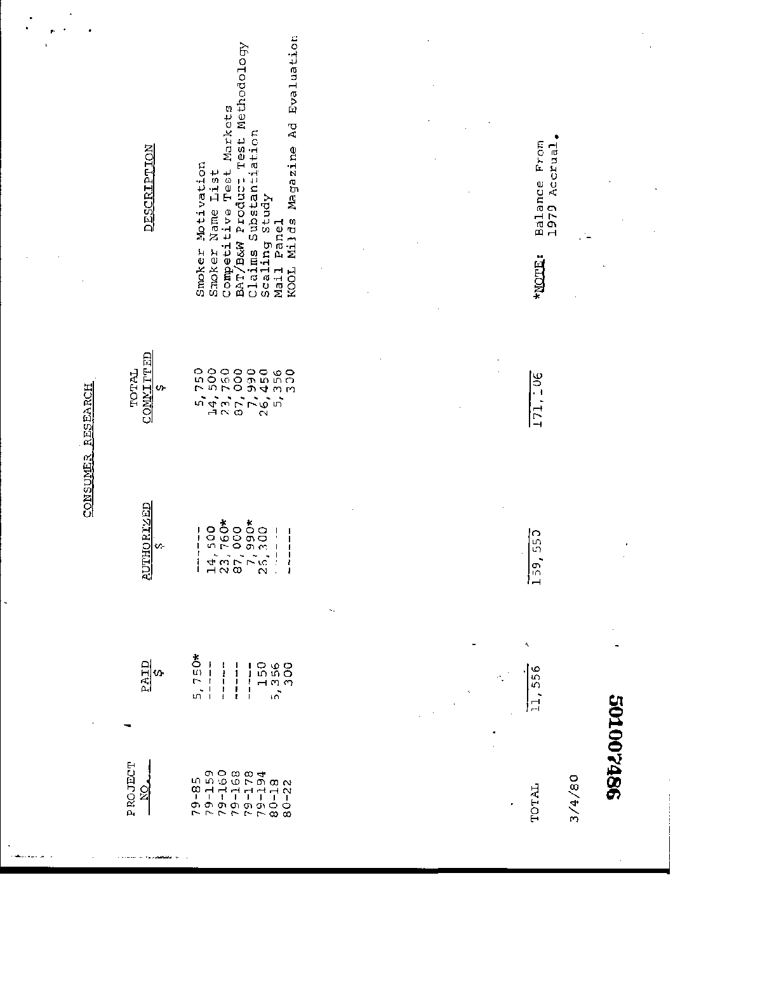 CONSUMER RESEARCH
PROJECT NO. PAID $ AUTHORIZED $ TOTAL COMMITTED $ DESCRIPTION
79-85 5,750* ------ 5,750 Smoker Motivation
79-159 ----- 14,500 14,500 Smoker Name List
79-160 ----- 23,760* 23,760 Competitive Test Markets
79-168 ----- 87,000 87,000 BAT/B&W Product Test Methodology
79-178 ----- 7,990* 7,990 Claims Substantiation
79-194 150 26,300 26,450 Scaling Study
80-18 5,356 ------ 5,356 Mail Panel
80-22 300 ------ 300 KOOL Milds Magazine Ad Evaluation
TOTAL 11,556 159,550 171,106 *NOTE: Balance From
1979 Accrual.
3/4/80
501007486